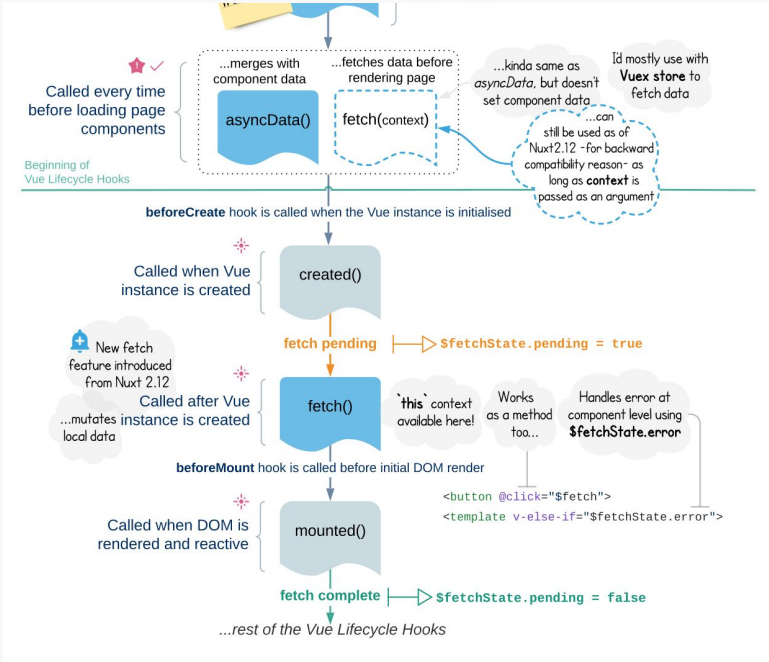 ...merges with
component data
...fetches data before
rendering page
Called every time
before loading page
components
asyncData()
fetch(context)
...kinda same as
asyncData, but doesn't
set component data
I'd mostly use with
Vuex store to
fetch data
...can
still be used as of
Nuxt2.12 -for backward
compatibility reason- as
long as context is
passed as an argument
Beginning of
Vue Lifecycle Hooks
beforeCreate hook is called when the Vue instance is initialised
Called when Vue
instance is created
created()
fetch pending
$fetchState.pending = true
New fetch
feature introduced
from Nuxt 2.12
...mutates
local data
Called after Vue
instance is created
fetch()
`this` context
available here!
Works
as a method
too...
Handles error at
component level using
$fetchState.error
beforeMount hook is called before initial DOM render
<button @click="$fetch">
<template v-else-if="$fetchState.error">
Called when DOM is
rendered and reactive
mounted()
fetch complete
$fetchState.pending = false
...rest of the Vue Lifecycle Hooks